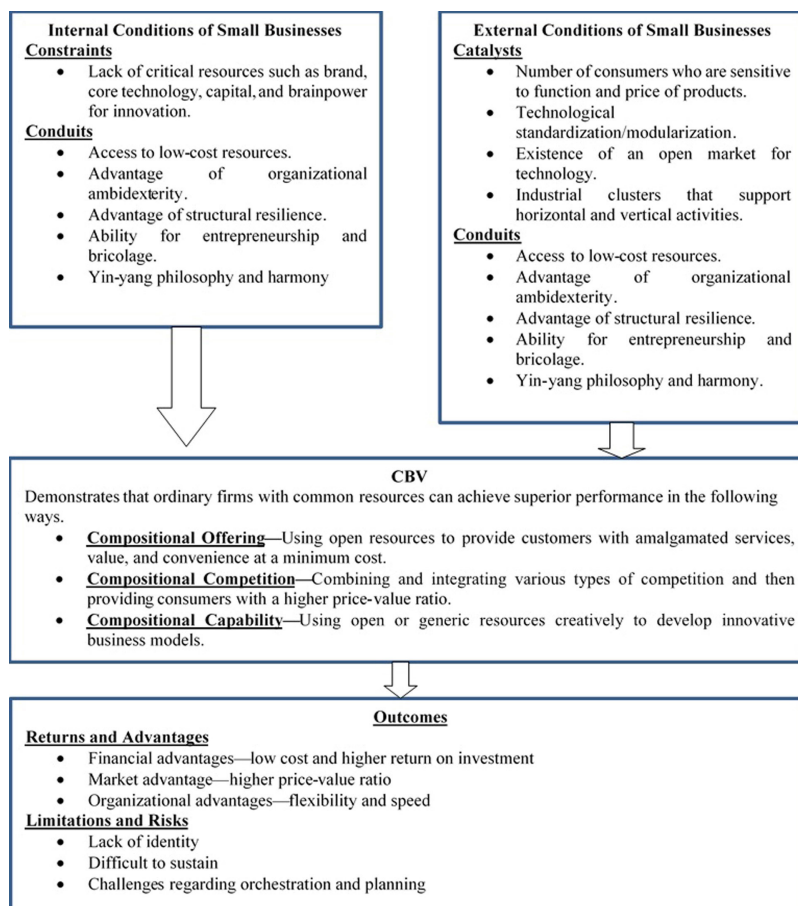 Internal Conditions of Small Businesses
Constraints
• Lack of critical resources such as brand,
core technology, capital, and brainpower
for innovation.
Conduits
• Access to low-cost resources.
• Advantage of organizational
ambidexterity.
• Advantage of structural resilience.
• Ability for entrepreneurship and
bricolage.
• Yin-yang philosophy and harmony
External Conditions of Small Businesses
Catalysts
• Number of consumers who are sensitive
to function and price of products.
• Technological
standardization/modularization.
• Existence of an open market for
technology.
• Industrial clusters that support
horizontal and vertical activities.
Conduits
• Access to low-cost resources.
• Advantage of organizational
ambidexterity.
• Advantage of structural resilience.
• Ability for entrepreneurship and
bricolage.
• Yin-yang philosophy and harmony.
CBV
Demonstrates that ordinary firms with common resources can achieve superior performance in the following
ways.
• Compositional Offering—Using open resources to provide customers with amalgamated services,
value, and convenience at a minimum cost.
• Compositional Competition—Combining and integrating various types of competition and then
providing consumers with a higher price-value ratio.
• Compositional Capability—Using open or generic resources creatively to develop innovative
business models.
Outcomes
Returns and Advantages
• Financial advantages—low cost and higher return on investment
• Market advantage—higher price-value ratio
• Organizational advantages—flexibility and speed
Limitations and Risks
• Lack of identity
• Difficult to sustain
• Challenges regarding orchestration and planning